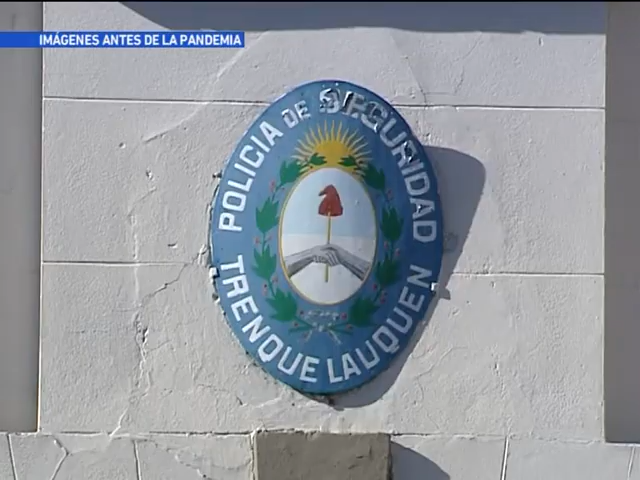 IMÁGENES ANTES DE LA PANDEMIA
POLICIA DE SEGURIDAD
TRENQUE LAUQUEN